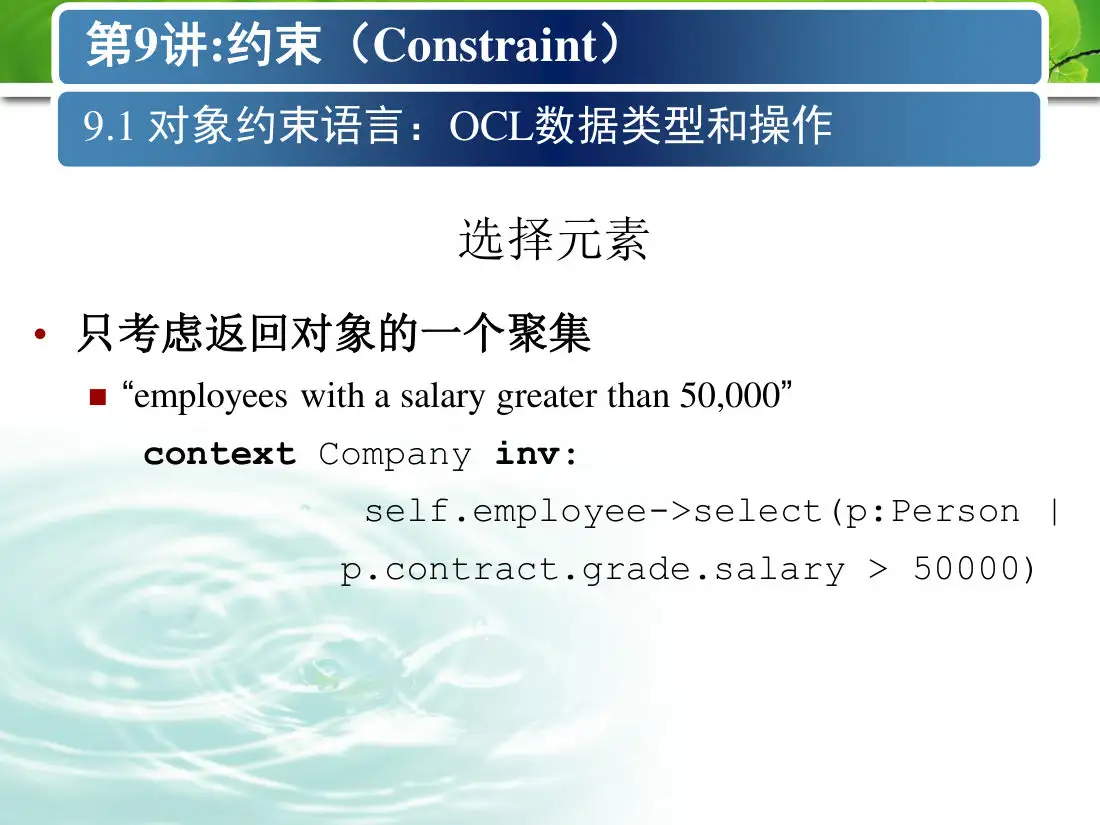 第9讲:约束（Constraint）
9.1 对象约束语言：OCL数据类型和操作
选择元素
• 只考虑返回对象的一个聚集
■ “employees with a salary greater than 50,000”
context Company inv:
self.employee->select(p:Person |
p.contract.grade.salary > 50000)